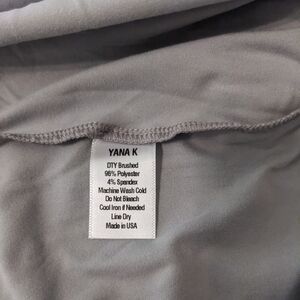 YANA K
DTY Brushed
96% Polyester
4% Spandex
Machine Wash Cold
Do Not Bleach
Cool Iron if Needed
Line Dry
Made in USA